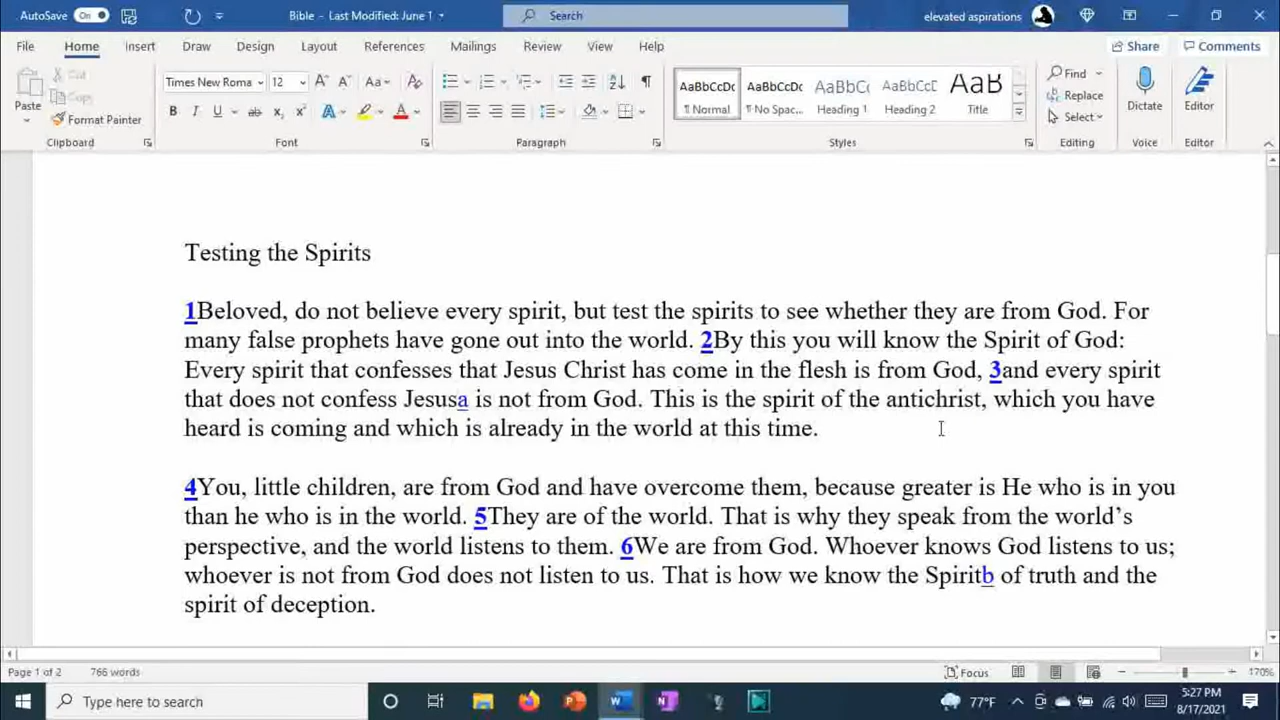 AutoSave On Bible - Last Modified: June 1 Search elevated aspirations
File Home Insert Draw Design Layout References Mailings Review View Help Share Comments
Paste Cut Copy Format Painter
Times New Roma 12 Aa
B I U ab x₂ x² A A
AaBbCcDc AaBbCcDc AaBbCc AaBbCcD AaB
¶ Normal ¶ No Spac... Heading 1 Heading 2 Title
Find Replace Select Dictate Editor
Clipboard Font Paragraph Styles Editing Voice Editor
Testing the Spirits
1Beloved, do not believe every spirit, but test the spirits to see whether they are from God. For
many false prophets have gone out into the world. 2By this you will know the Spirit of God:
Every spirit that confesses that Jesus Christ has come in the flesh is from God, 3and every spirit
that does not confess Jesusa is not from God. This is the spirit of the antichrist, which you have
heard is coming and which is already in the world at this time.
4You, little children, are from God and have overcome them, because greater is He who is in you
than he who is in the world. 5They are of the world. That is why they speak from the world’s
perspective, and the world listens to them. 6We are from God. Whoever knows God listens to us;
whoever is not from God does not listen to us. That is how we know the Spiritb of truth and the
spirit of deception.
Page 1 of 2 766 words Focus 170%
Type here to search 77°F 5:27 PM
8/17/2021